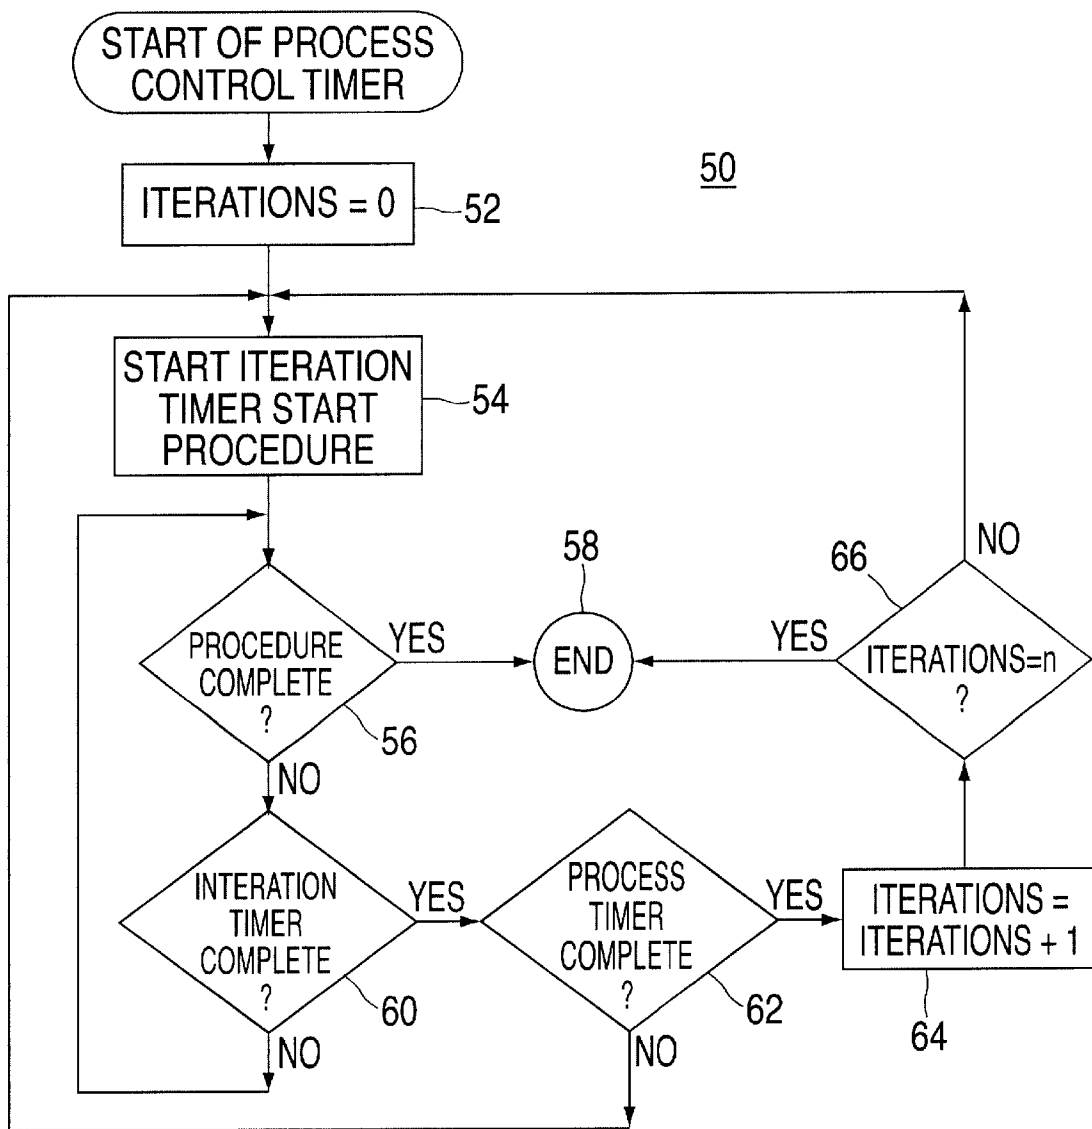 START OF PROCESS
CONTROL TIMER
50
ITERATIONS = 0
52
START ITERATION
TIMER START
PROCEDURE
54
PROCEDURE
COMPLETE
?
56
YES
NO
58
END
66
YES
NO
ITERATIONS=n
?
INTERATION
TIMER
COMPLETE
?
60
YES
NO
PROCESS
TIMER
COMPLETE
?
62
YES
NO
ITERATIONS =
ITERATIONS + 1
64